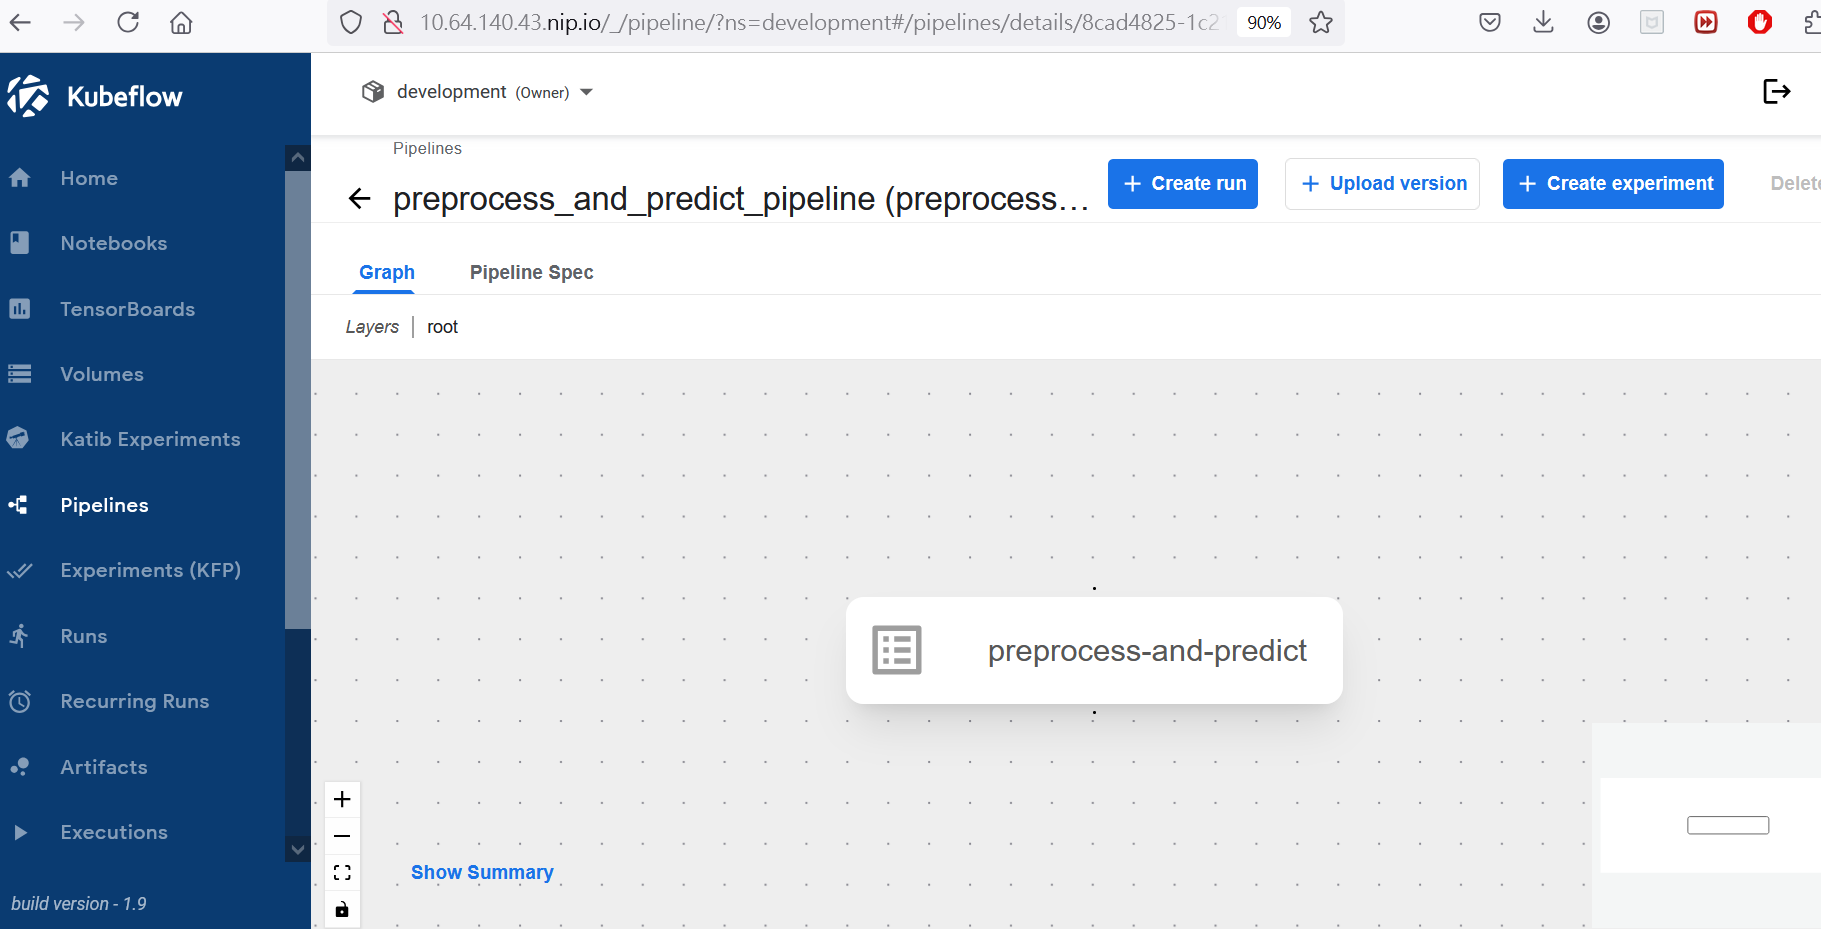 10.64.140.43.nip.io/_/pipeline/?ns=development#/pipelines/details/8cad4825-1c2
90%
Kubeflow
development (Owner)
Pipelines
preprocess_and_predict_pipeline (preprocess...
+ Create run
+ Upload version
+ Create experiment
Delete
Home
Notebooks
TensorBoards
Volumes
Katib Experiments
Pipelines
Experiments (KFP)
Runs
Recurring Runs
Artifacts
Executions
build version - 1.9
Graph
Pipeline Spec
Layers | root
preprocess-and-predict
Show Summary